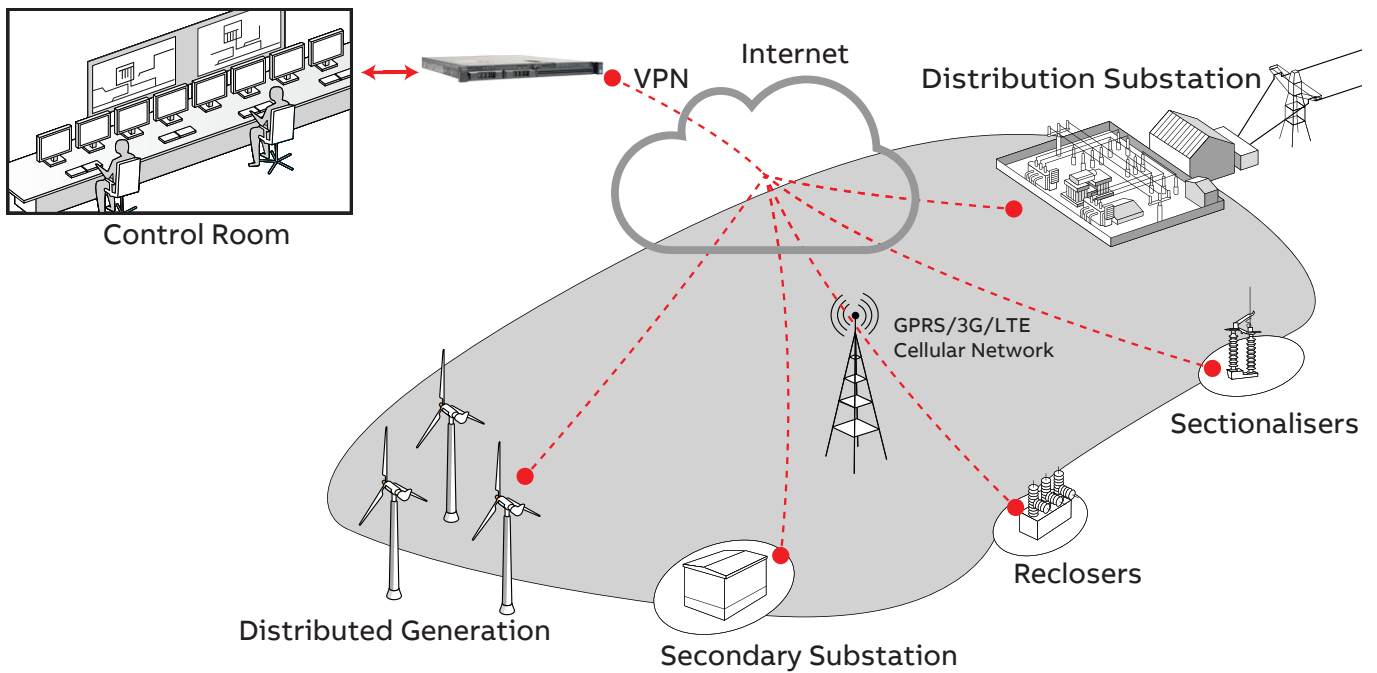 Internet
VPN
Distribution Substation
Control Room
GPRS/3G/LTE
Cellular Network
Sectionalisers
Reclosers
Distributed Generation
Secondary Substation